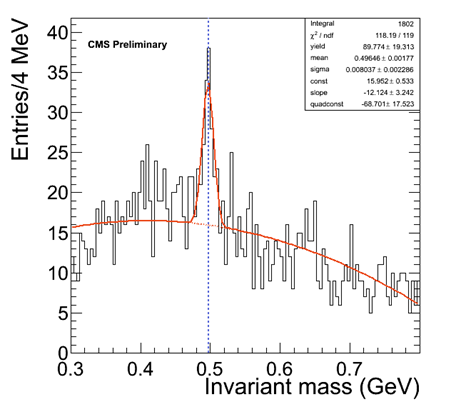 Entries/4 MeV
CMS Preliminary
Integral 1802
χ² / ndf 118.19 / 119
yield 89.774 ± 19.313
mean 0.49646 ± 0.00177
sigma 0.008037 ± 0.002286
const 15.952 ± 0.533
slope -12.124 ± 3.242
quadconst -68.701 ± 17.523
40
35
30
25
20
15
10
5
0
0.3 0.4 0.5 0.6 0.7
Invariant mass (GeV)